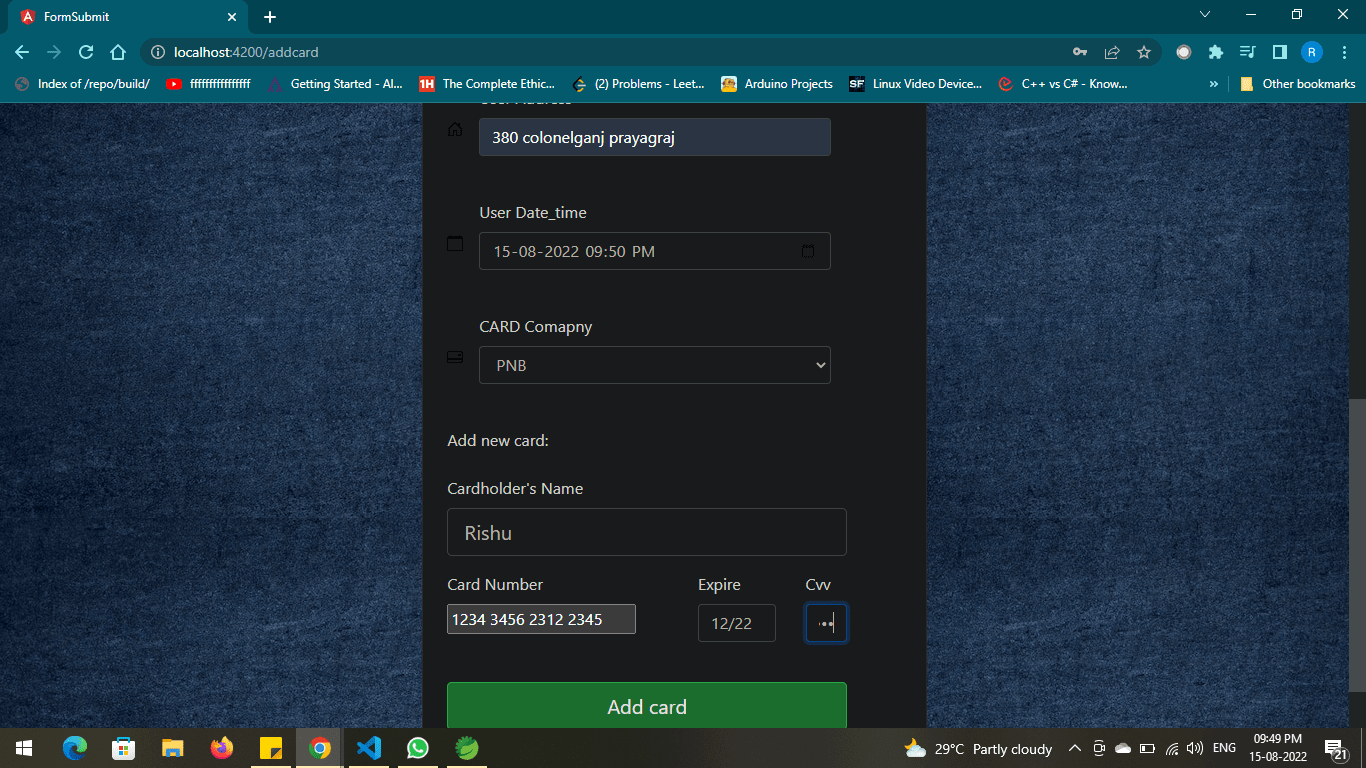 FormSubmit
localhost:4200/addcard
R
Index of /repo/build/
ffffffffffffffff
Getting Started - Al...
1H The Complete Ethic...
(2) Problems - Leet...
Arduino Projects
SF Linux Video Device...
C++ vs C# - Know...
»
Other bookmarks
380 colonelganj prayagraj
User Date_time
15-08-2022 09:50 PM
CARD Comapny
PNB
Add new card:
Cardholder's Name
Rishu
Card Number Expire Cvv
1234 3456 2312 2345 12/22
Add card
29°C Partly cloudy
ENG
09:49 PM
15-08-2022
21